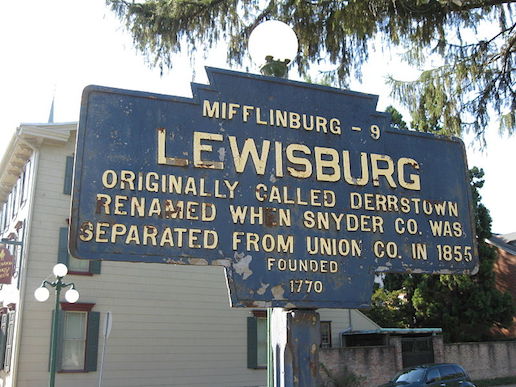 MIFFLINBURG - 9
LEWISBURG
ORIGINALLY CALLED DERRSTOWN
RENAMED WHEN SNYDER CO. WAS
SEPARATED FROM UNION CO. IN 1855
FOUNDED
1770